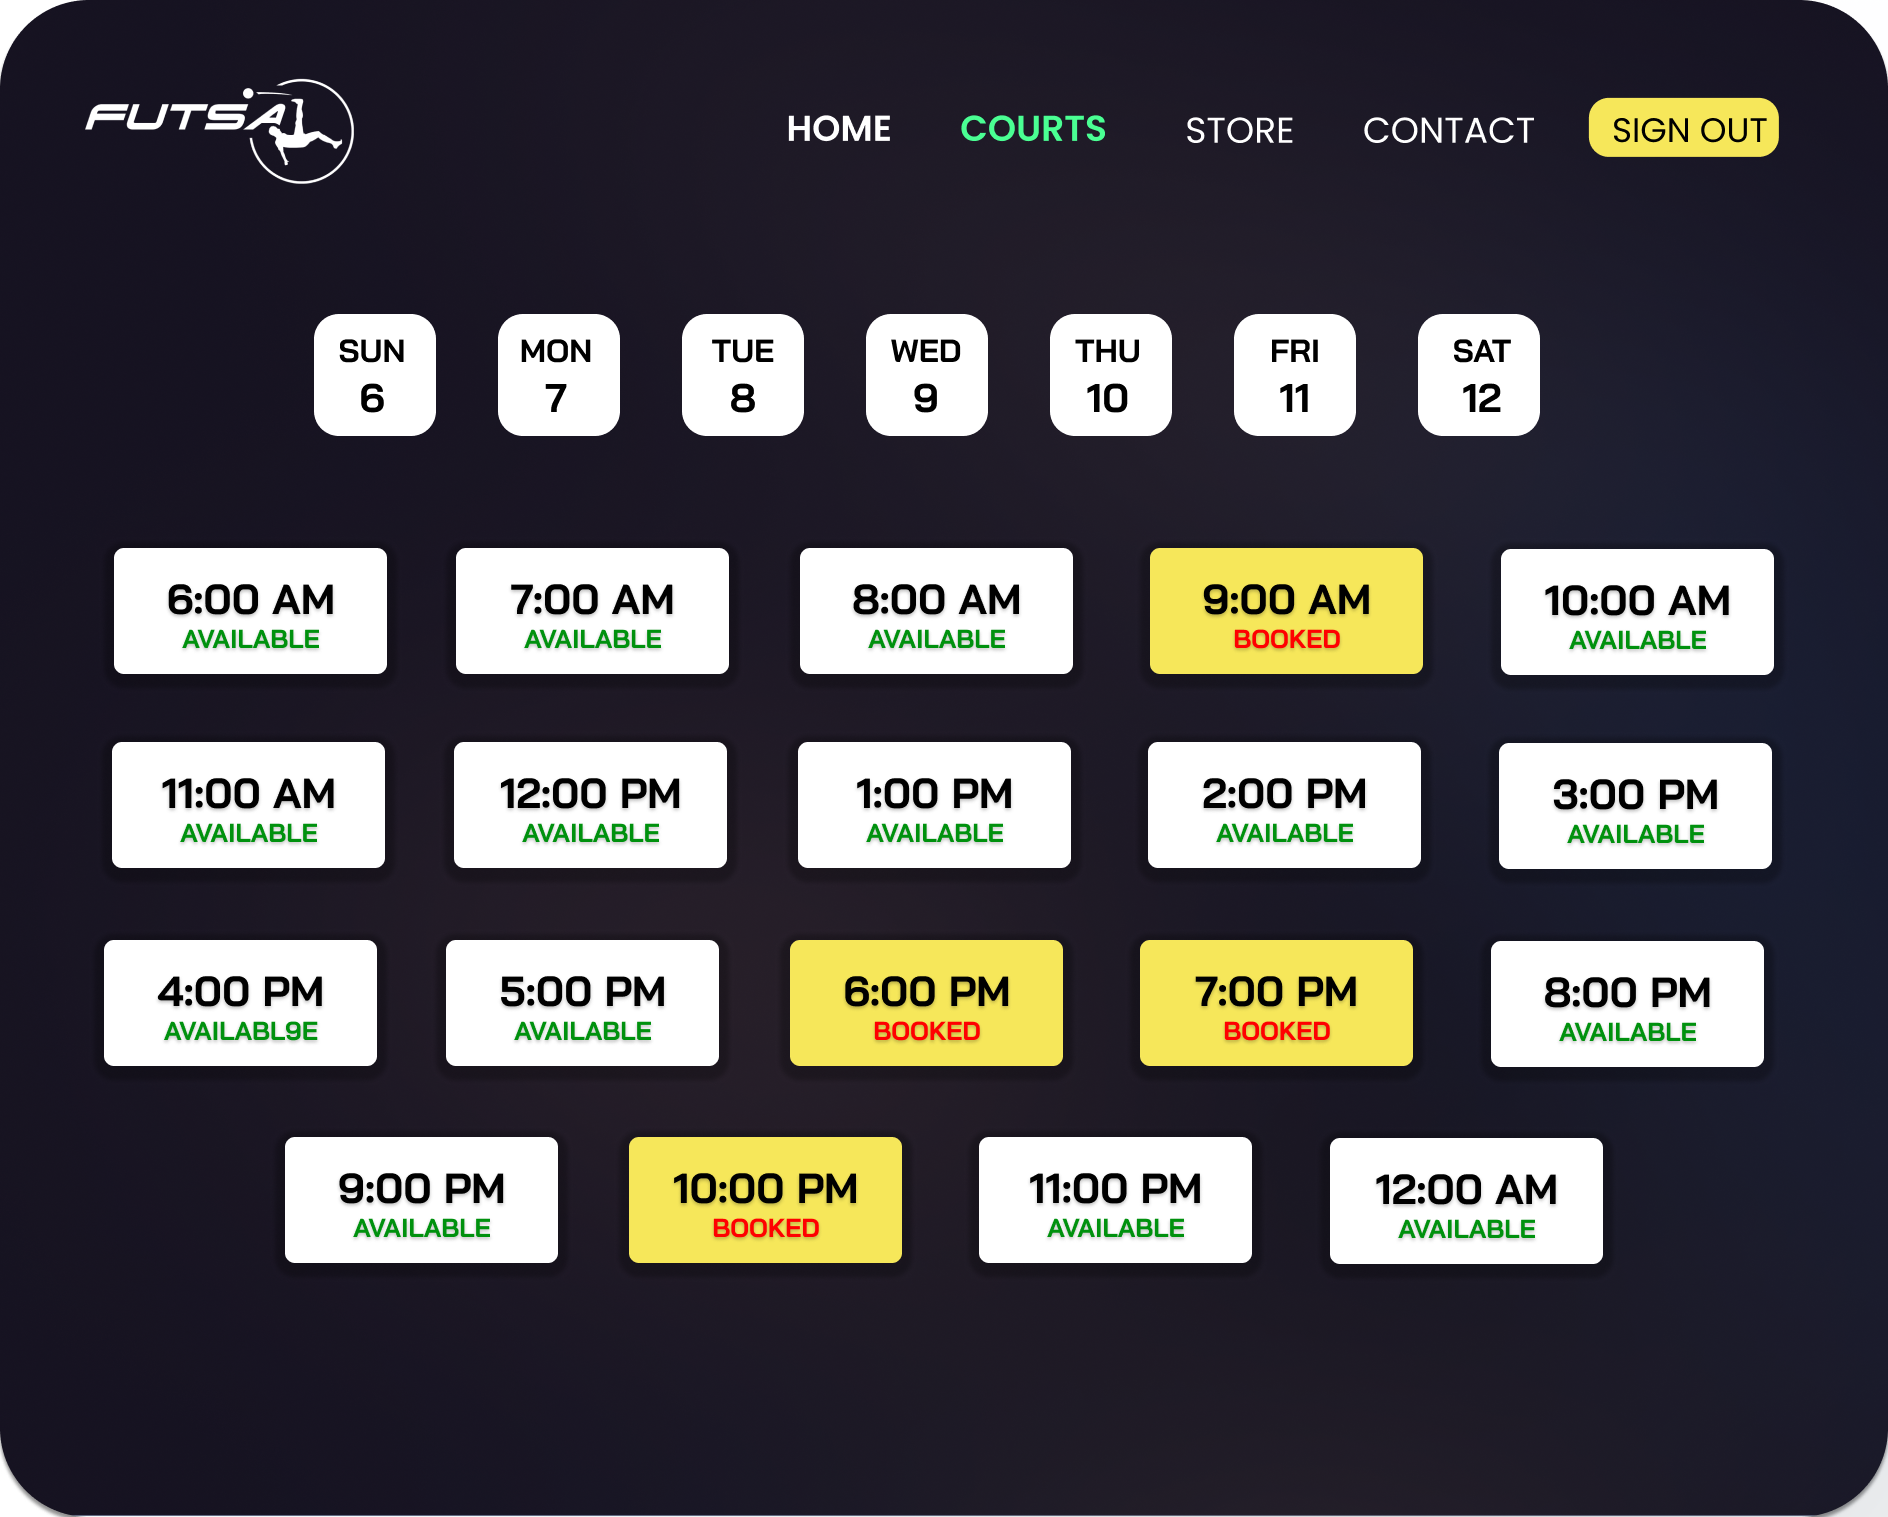 FUTSAL
HOME COURTS STORE CONTACT SIGN OUT
SUN MON TUE WED THU FRI SAT
6 7 8 9 10 11 12
6:00 AM 7:00 AM 8:00 AM 9:00 AM 10:00 AM
AVAILABLE AVAILABLE AVAILABLE BOOKED AVAILABLE
11:00 AM 12:00 PM 1:00 PM 2:00 PM 3:00 PM
AVAILABLE AVAILABLE AVAILABLE AVAILABLE AVAILABLE
4:00 PM 5:00 PM 6:00 PM 7:00 PM 8:00 PM
AVAILABL9E AVAILABLE BOOKED BOOKED AVAILABLE
9:00 PM 10:00 PM 11:00 PM 12:00 AM
AVAILABLE BOOKED AVAILABLE AVAILABLE